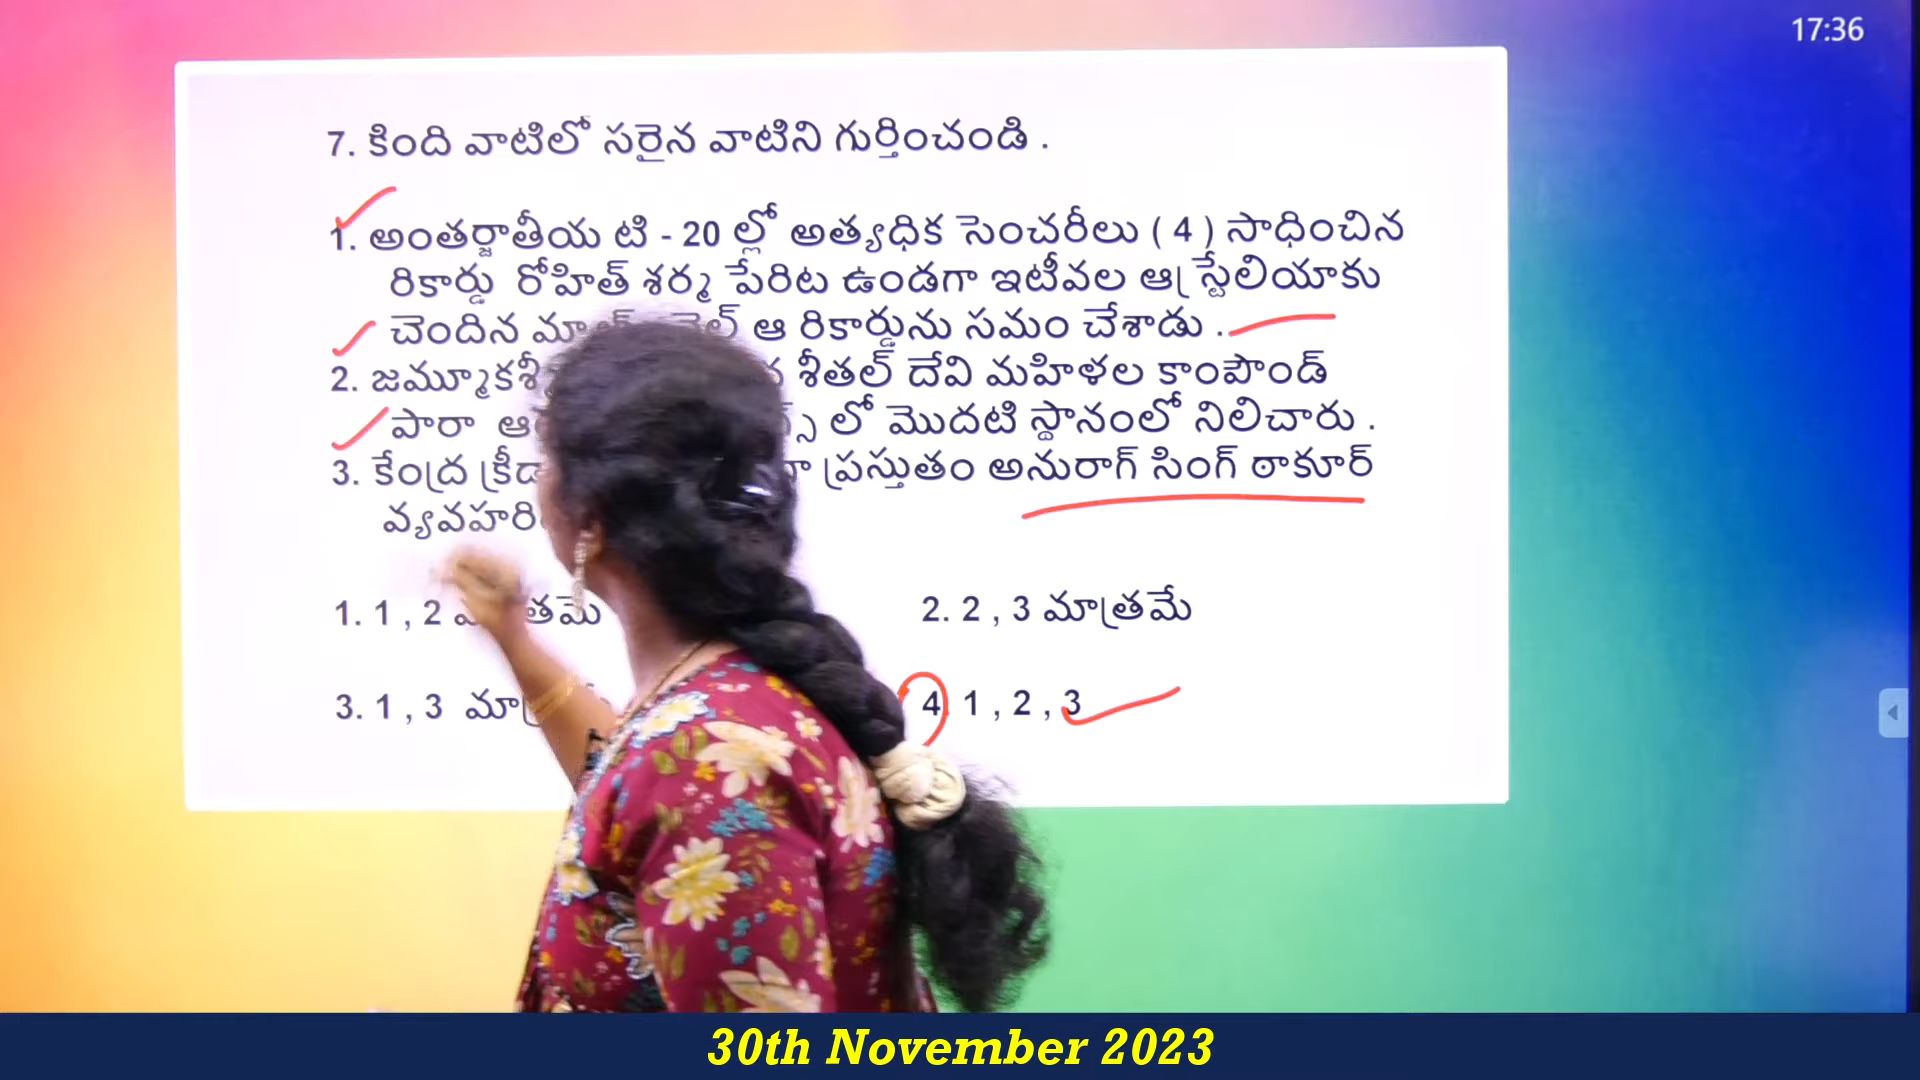 17:36
7. కింది వాటిలో సరైన వాటిని గుర్తించండి .
1. అంతర్జాతీయ టి - 20 ల్లో అత్యధిక సెంచరీలు ( 4 ) సాధించిన
రికార్డు రోహిత్ శర్మ పేరిట ఉండగా ఇటీవల ఆస్ట్రేలియాకు
చెందిన ఆ రికార్డును సమం చేశాడు .
2. శీతల్ దేవి మహిళల కాంపౌండ్
పారా లో మొదటి స్థానంలో నిలిచారు .
3. కేంద్ర ప్రస్తుతం అనురాగ్ సింగ్ ఠాకూర్
1. 1 , 2
2. 2 , 3 మాత్రమే
3. 1 , 3
4. 1 , 2 , 3
30th November 2023